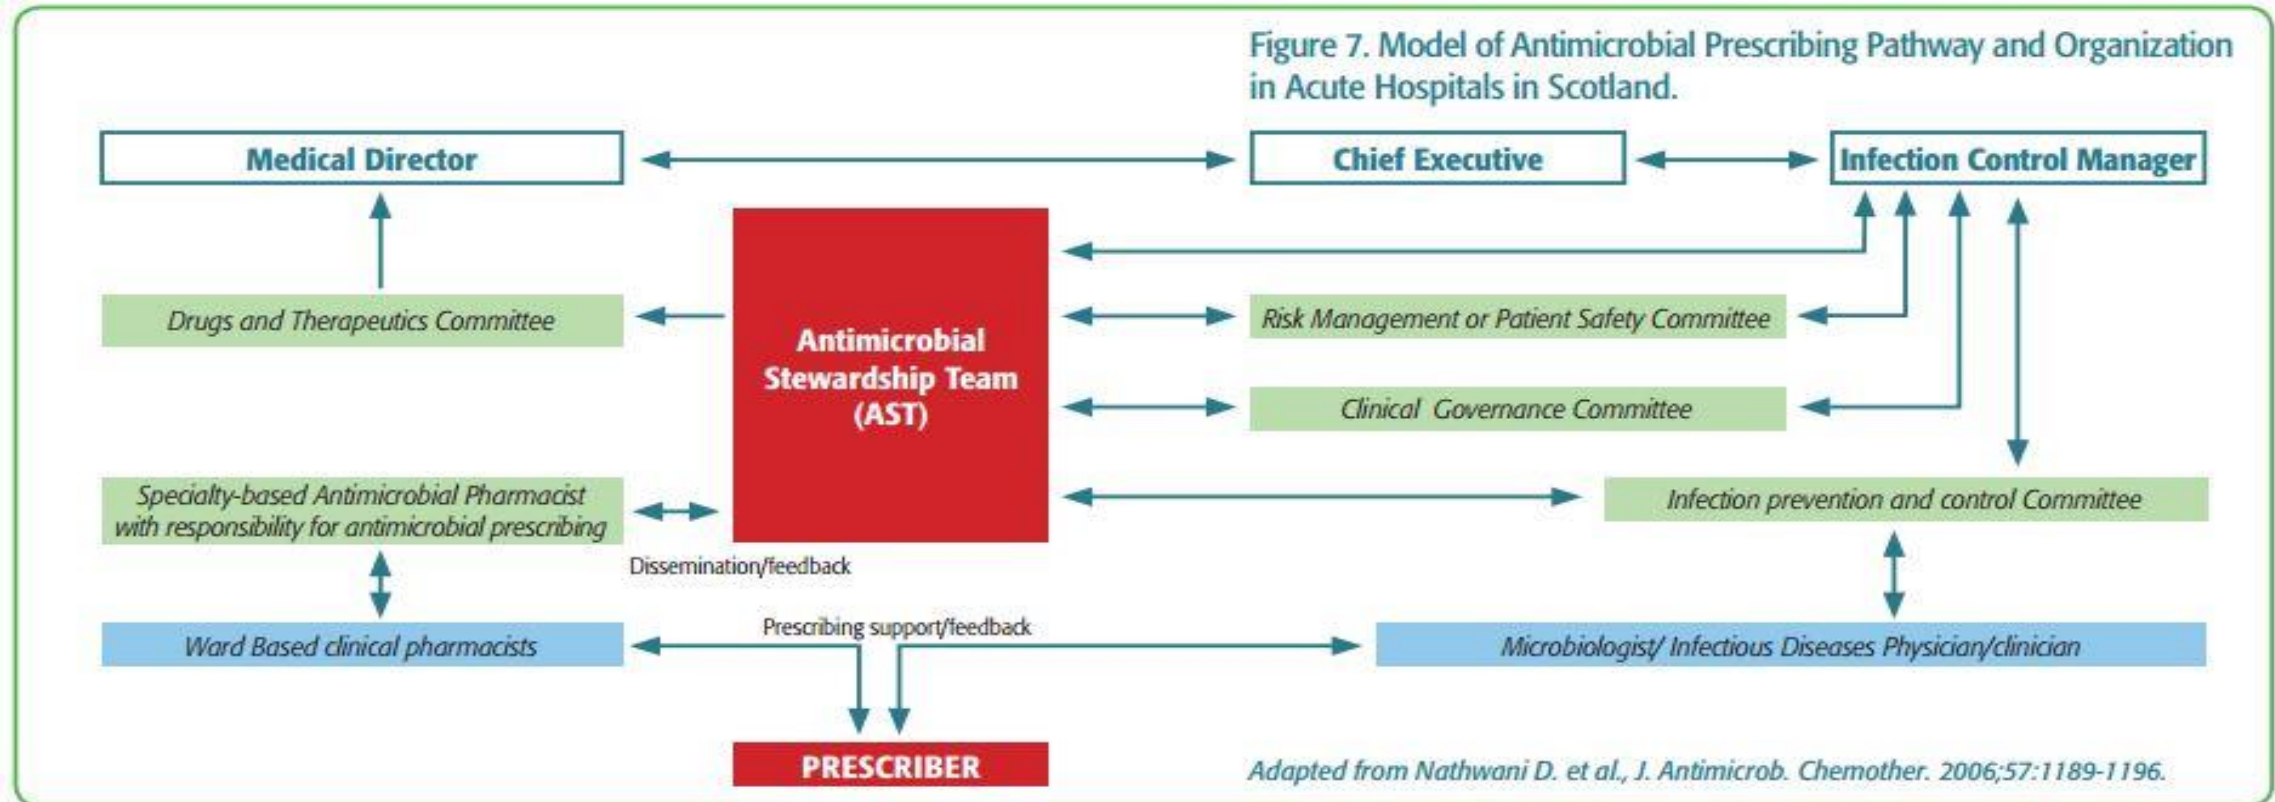 Figure 7. Model of Antimicrobial Prescribing Pathway and Organization
in Acute Hospitals in Scotland.
Medical Director
Chief Executive
Infection Control Manager
Drugs and Therapeutics Committee
Antimicrobial
Stewardship Team
(AST)
Risk Management or Patient Safety Committee
Clinical Governance Committee
Specialty-based Antimicrobial Pharmacist
with responsibility for antimicrobial prescribing
Infection prevention and control Committee
Dissemination/feedback
Prescribing support/feedback
Ward Based clinical pharmacists
Microbiologist/ Infectious Diseases Physician/clinician
PRESCRIBER
Adapted from Nathwani D. et al., J. Antimicrob. Chemother. 2006;57:1189-1196.